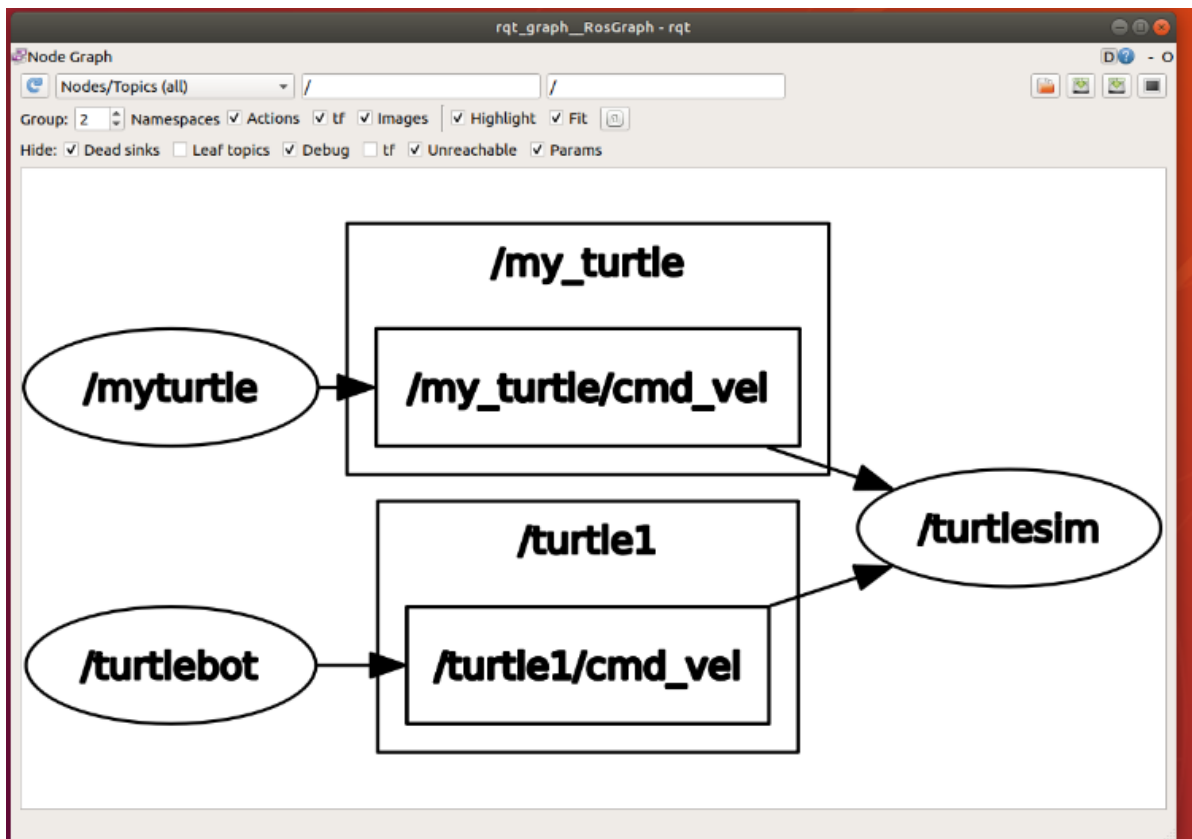 rqt_graph__RosGraph - rqt
Node Graph
D? - O
Nodes/Topics (all) / /
Group: 2 Namespaces Actions tf Images Highlight Fit
Hide: Dead sinks Leaf topics Debug tf Unreachable Params
/my_turtle
/myturtle
/my_turtle/cmd_vel
/turtlesim
/turtle1
/turtlebot
/turtle1/cmd_vel